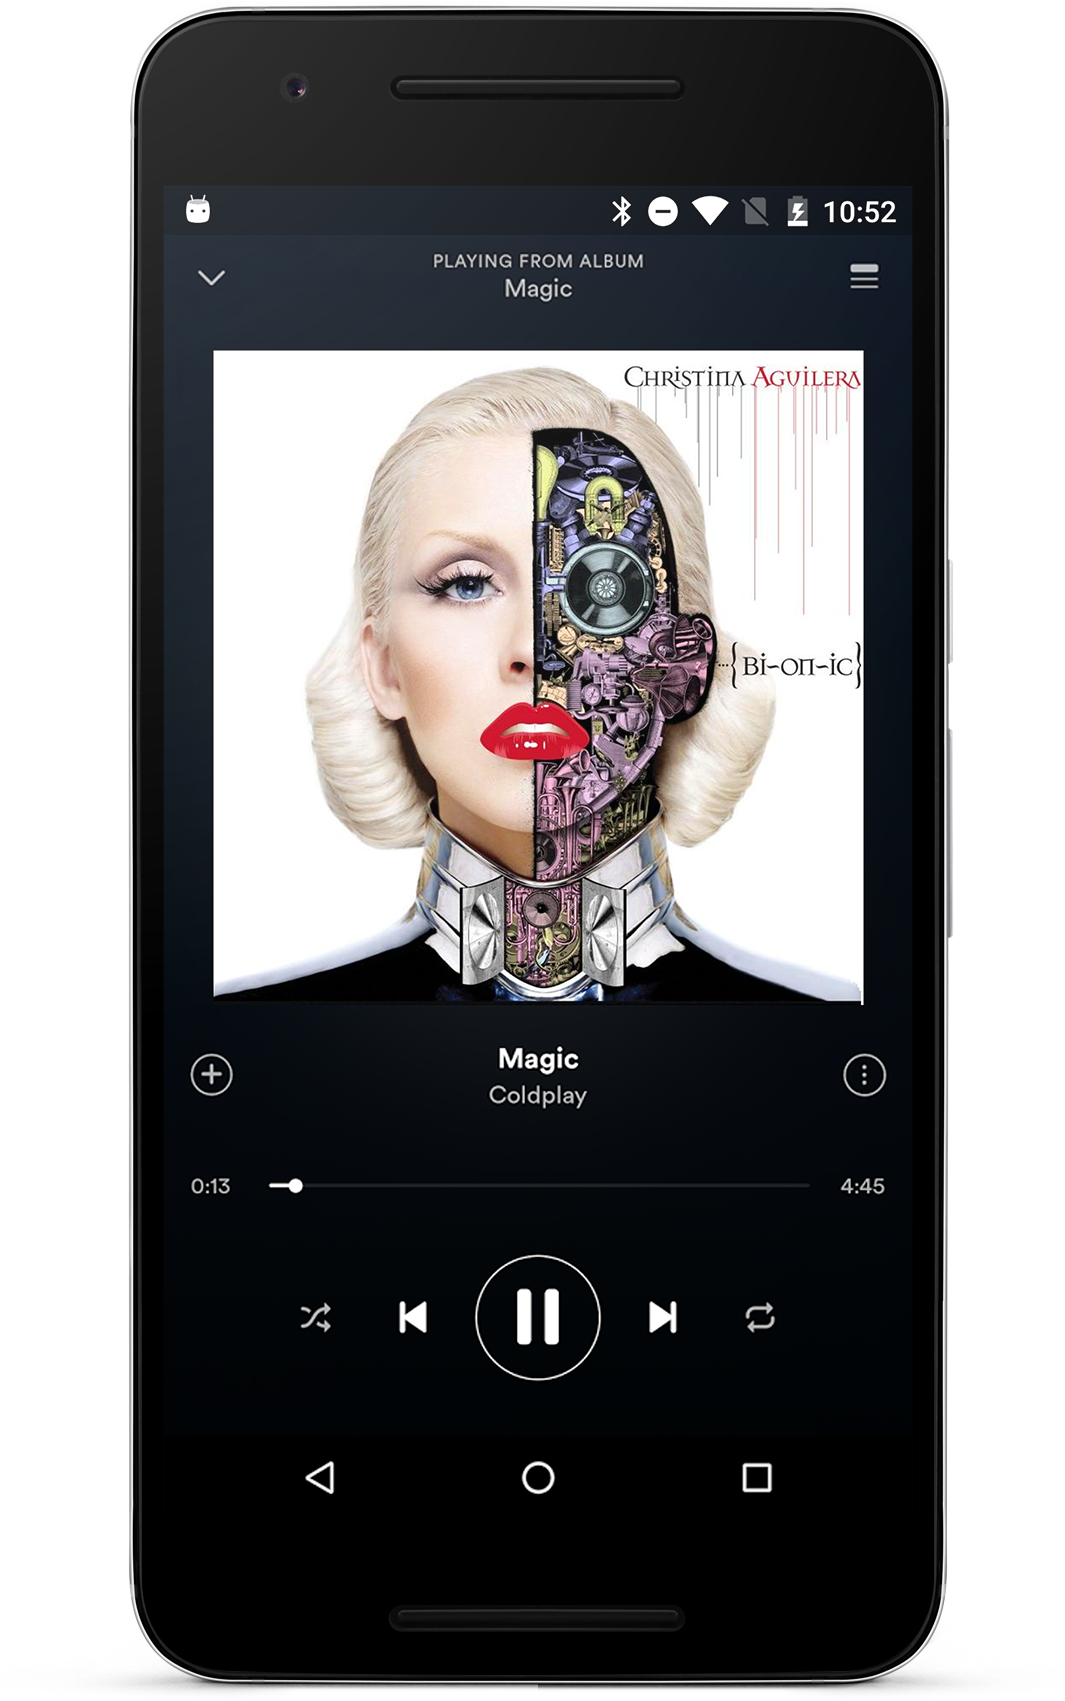 10:52
PLAYING FROM ALBUM
Magic
CHRISTINA AGUILERA
{BI~ON~IC}
Magic
Coldplay
0:13
4:45